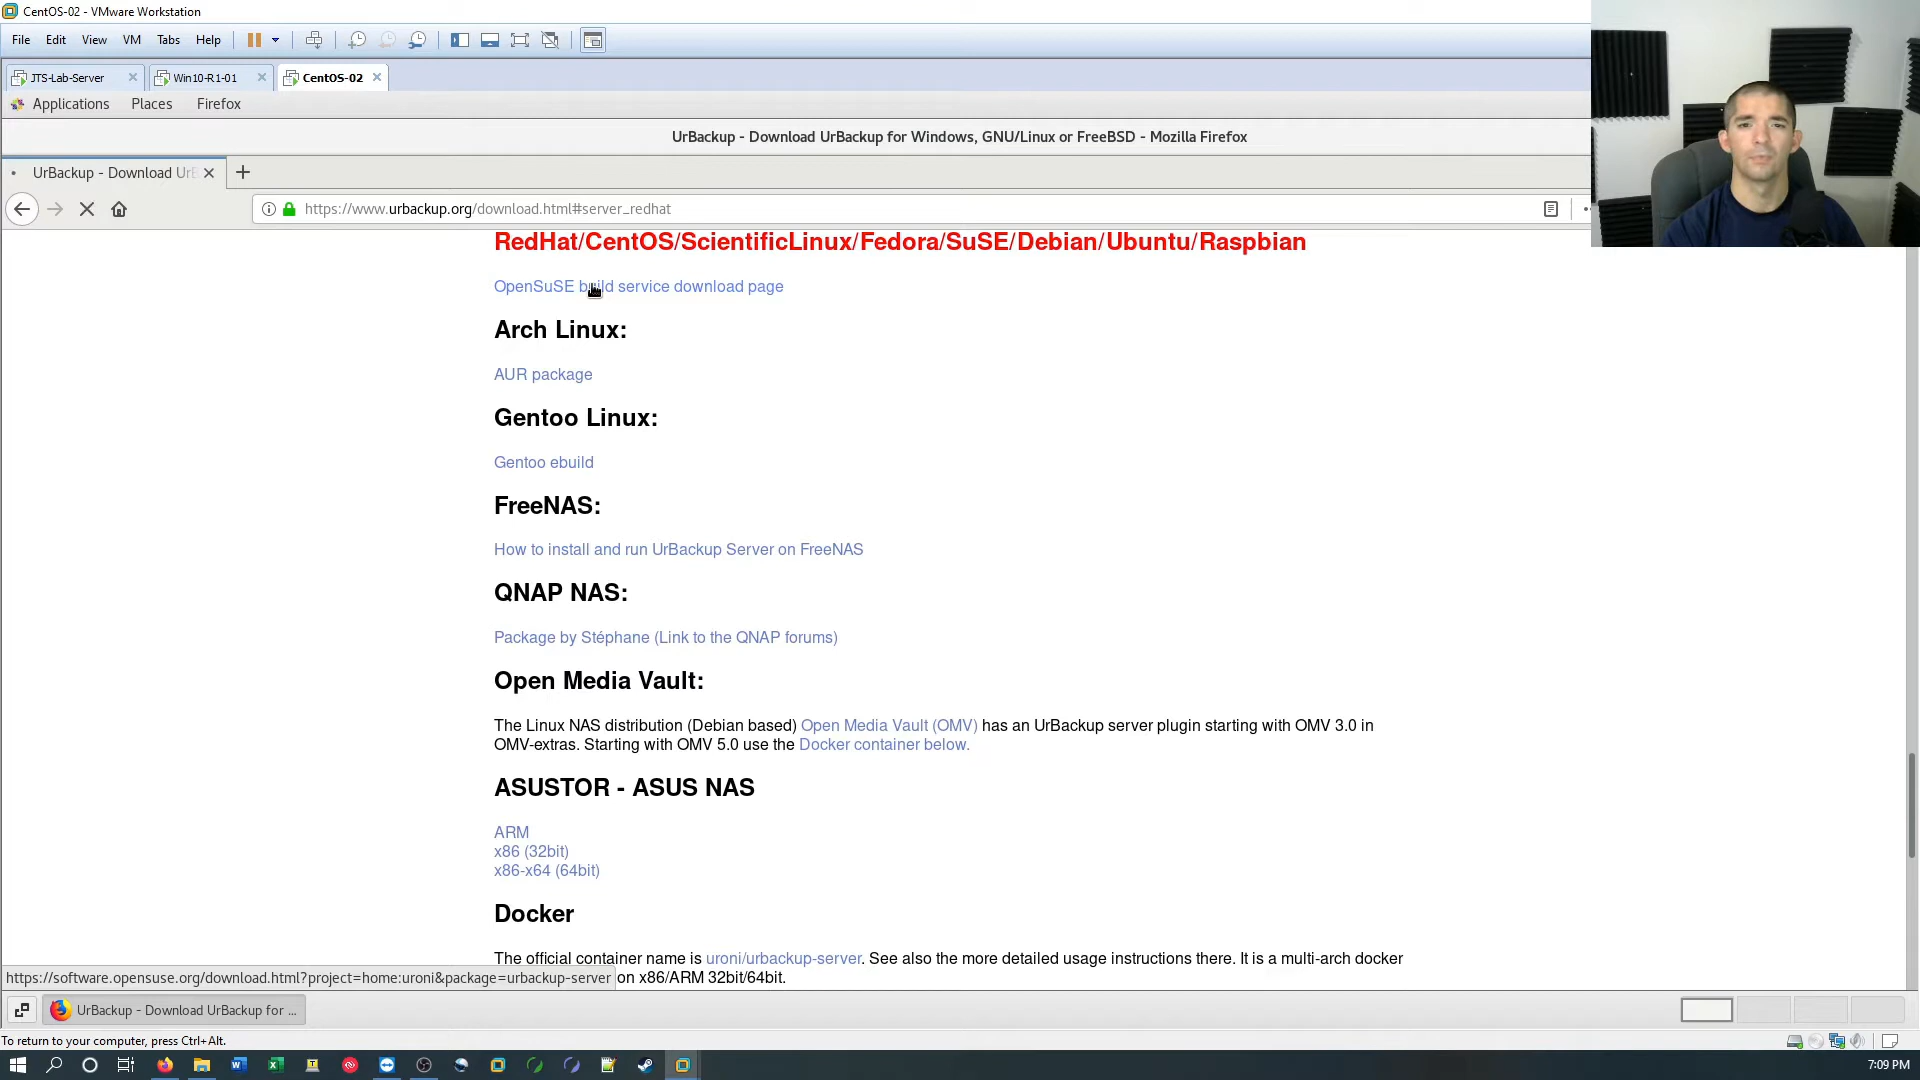 CentOS-02 - VMware Workstation
File Edit View VM Tabs Help
JTS-Lab-Server Win10-R1-01 CentOS-02
Applications Places Firefox
UrBackup - Download UrBackup for Windows, GNU/Linux or FreeBSD - Mozilla Firefox
UrBackup - Download UrB
https://www.urbackup.org/download.html#server_redhat
RedHat/CentOS/ScientificLinux/Fedora/SuSE/Debian/Ubuntu/Raspbian
OpenSuSE build service download page
Arch Linux:
AUR package
Gentoo Linux:
Gentoo ebuild
FreeNAS:
How to install and run UrBackup Server on FreeNAS
QNAP NAS:
Package by Stéphane (Link to the QNAP forums)
Open Media Vault:
The Linux NAS distribution (Debian based) Open Media Vault (OMV) has an UrBackup server plugin starting with OMV 3.0 in
OMV-extras. Starting with OMV 5.0 use the Docker container below.
ASUSTOR - ASUS NAS
ARM
x86 (32bit)
x86-x64 (64bit)
Docker
The official container name is uroni/urbackup-server. See also the more detailed usage instructions there. It is a multi-arch docker
https://software.opensuse.org/download.html?project=home:uroni&package=urbackup-server on x86/ARM 32bit/64bit.
UrBackup - Download UrBackup for ...
To return to your computer, press Ctrl+Alt.
7:09 PM